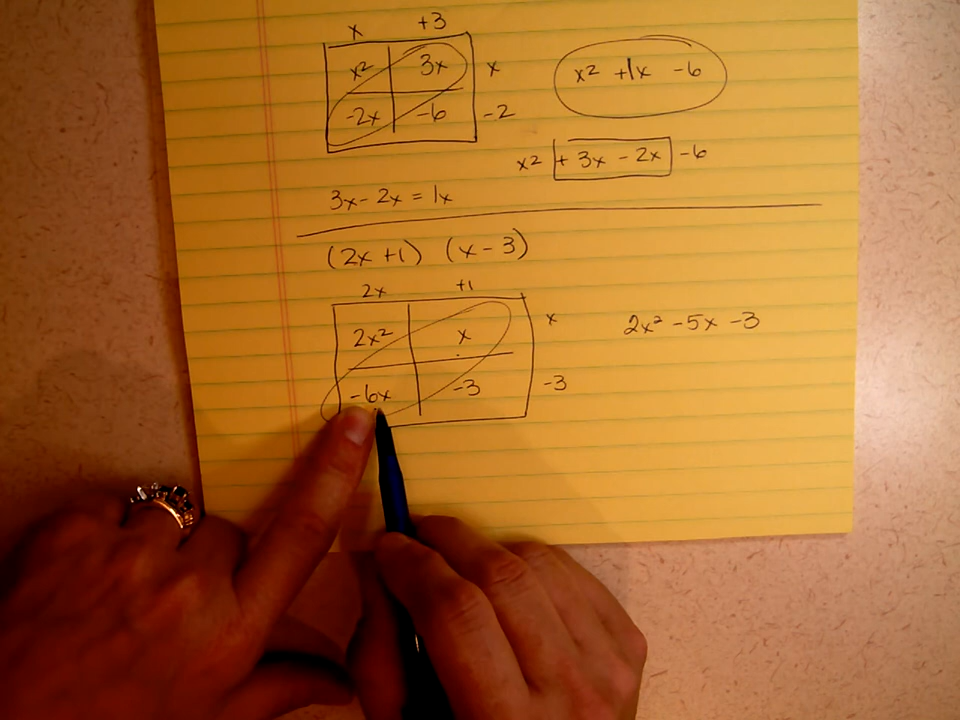 x +3
x² 3x x x² +1x -6
-2x -6 -2
x² + 3x - 2x -6
3x - 2x = 1x
(2x +1) (x - 3)
2x +1
2x² x x 2x² -5x -3
-6x -3 -3